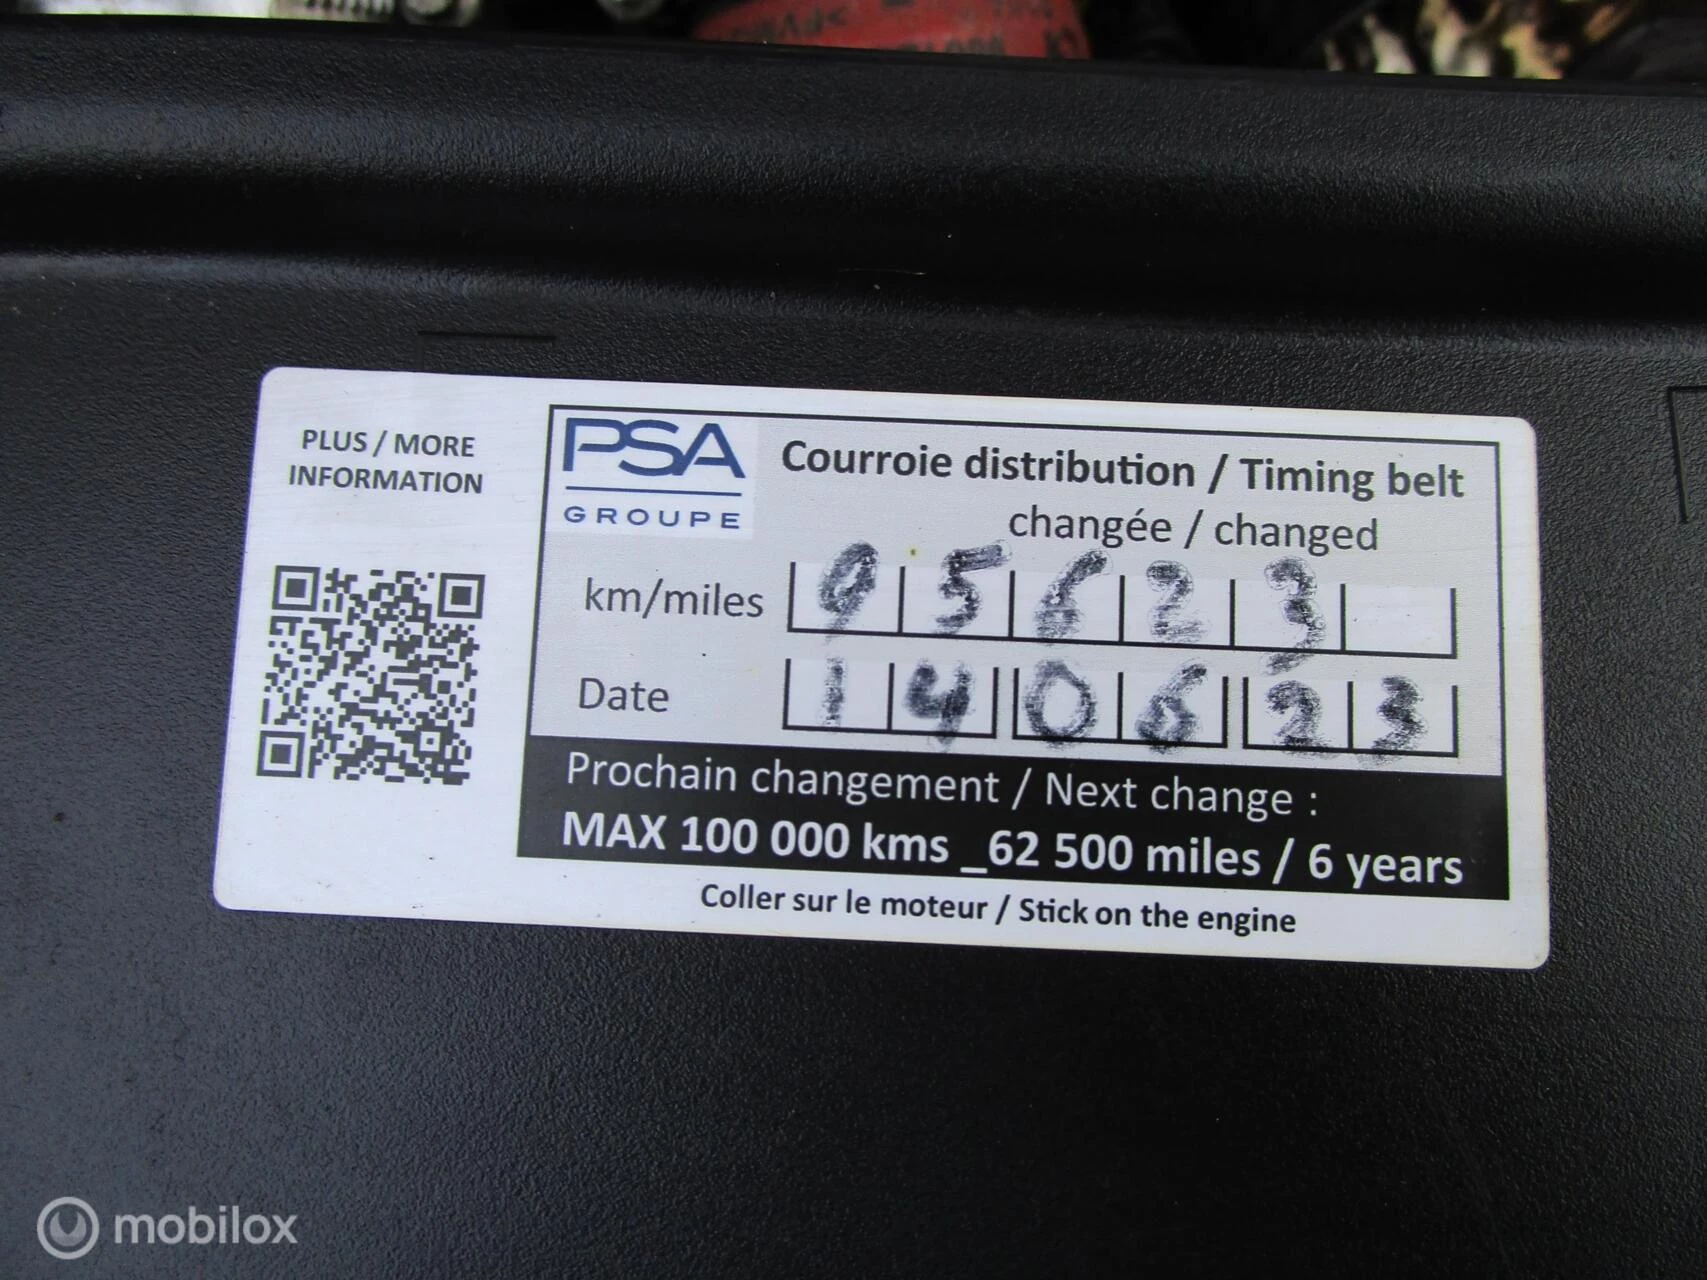 PLUS / MORE
INFORMATION
PSA
GROUPE
Courroie distribution / Timing belt
changée / changed
km/miles 95623
Date 140623
Prochain changement / Next change :
MAX 100 000 kms _62 500 miles / 6 years
Coller sur le moteur / Stick on the engine
mobilox